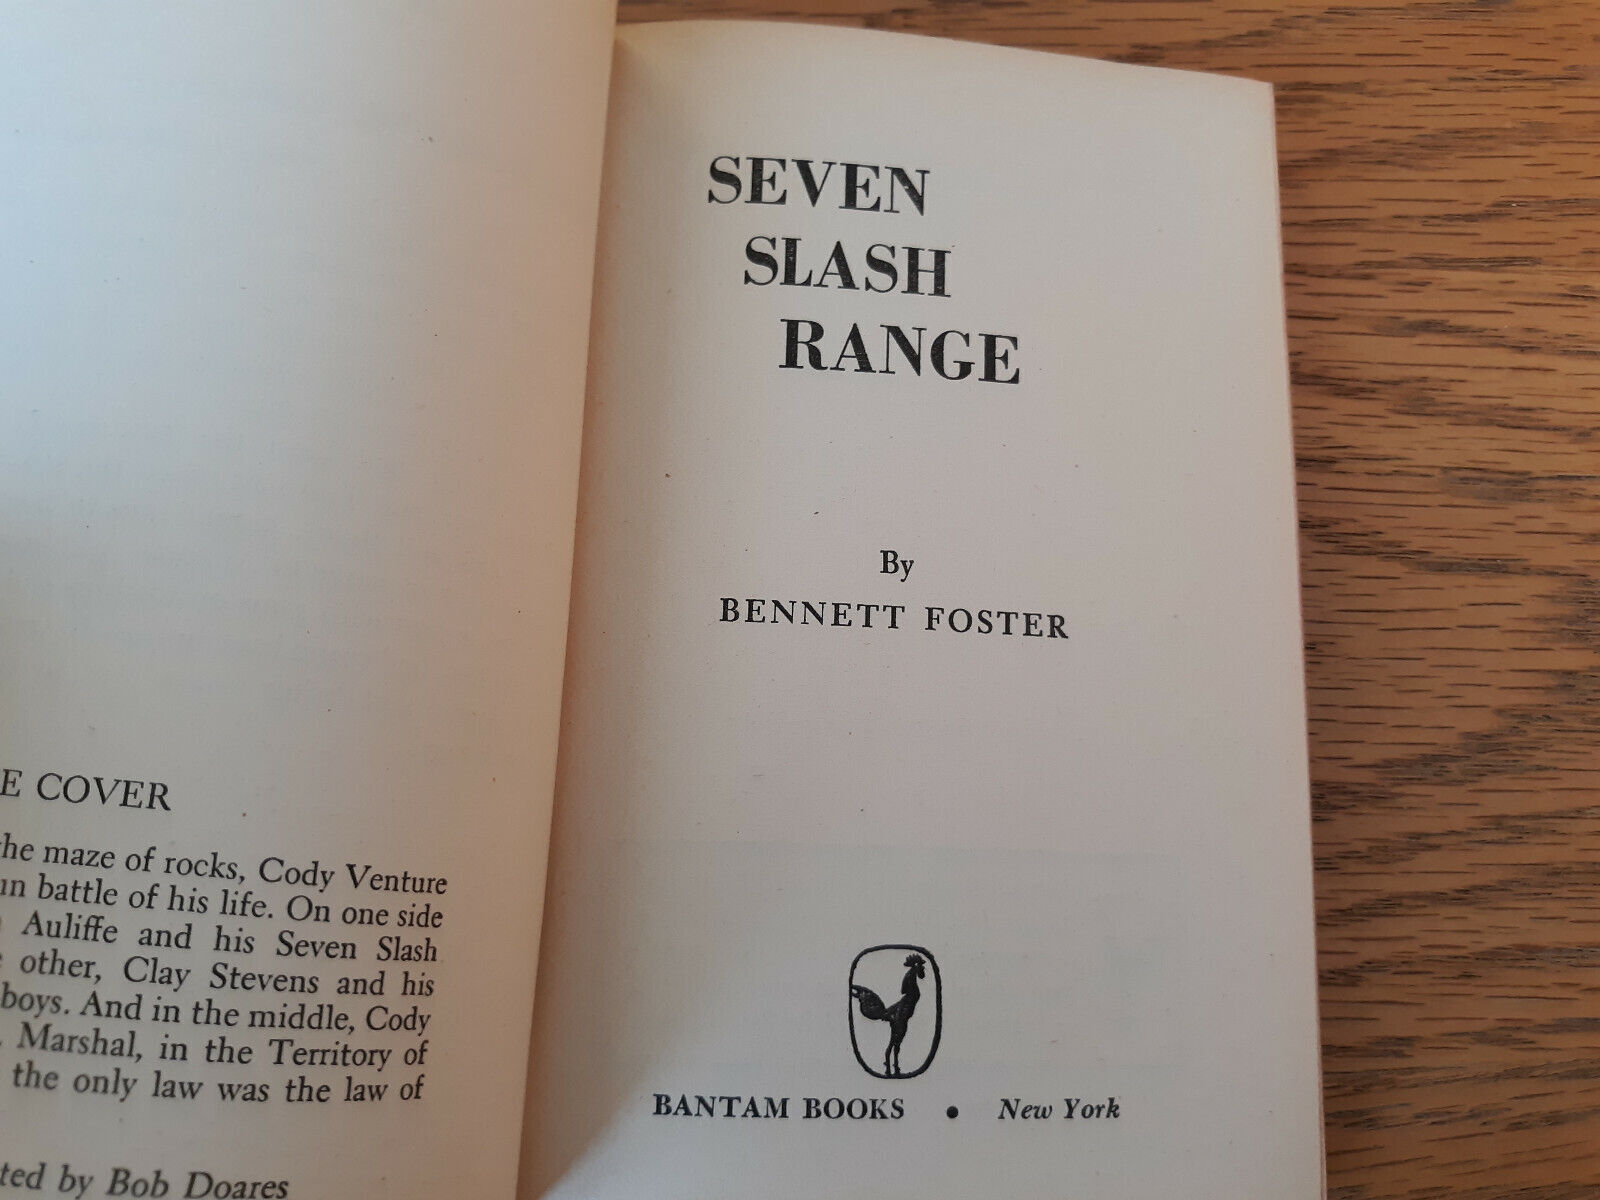 E COVER
the maze of rocks, Cody Venture
un battle of his life. On one side
Auliffe and his Seven Slash
other, Clay Stevens and his
boys. And in the middle, Cody
Marshal, in the Territory of
the only law was the law of
ted by Bob Doares
SEVEN
SLASH
RANGE
By
BENNETT FOSTER
BANTAM BOOKS • New York